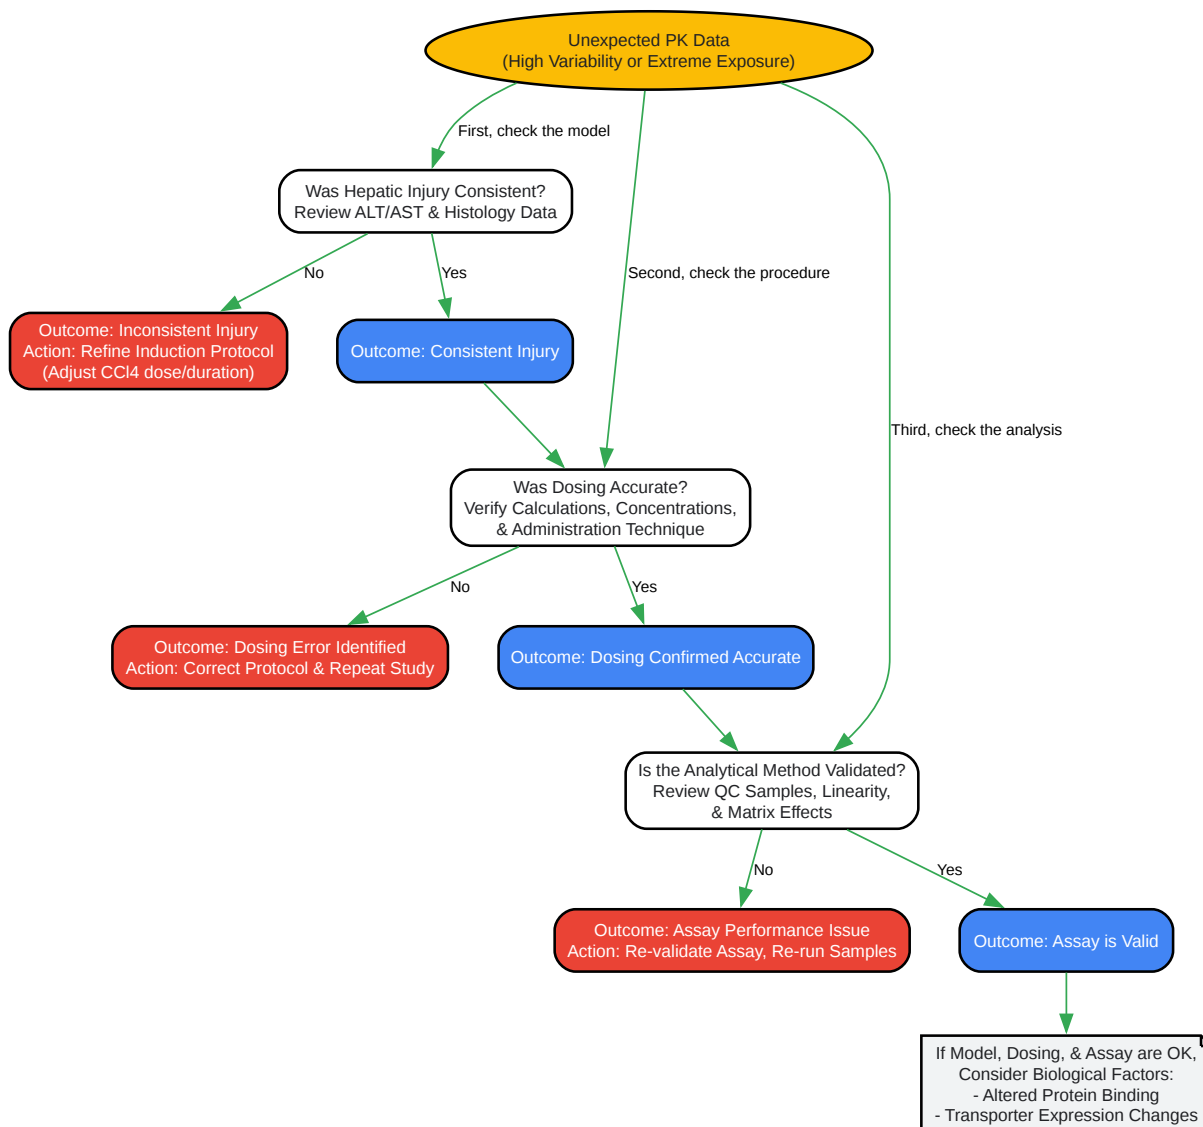 Unexpected PK Data
(High Variability or Extreme Exposure)
First, check the model
Was Hepatic Injury Consistent?
Review ALT/AST & Histology Data
Second, check the procedure
No
Yes
Outcome: Inconsistent Injury
Action: Refine Induction Protocol
(Adjust CCl4 dose/duration)
Outcome: Consistent Injury
Third, check the analysis
Was Dosing Accurate?
Verify Calculations, Concentrations,
& Administration Technique
No
Yes
Outcome: Dosing Error Identified
Action: Correct Protocol & Repeat Study
Outcome: Dosing Confirmed Accurate
Is the Analytical Method Validated?
Review QC Samples, Linearity,
& Matrix Effects
No
Yes
Outcome: Assay Performance Issue
Action: Re-validate Assay, Re-run Samples
Outcome: Assay is Valid
If Model, Dosing, & Assay are OK,
Consider Biological Factors:
- Altered Protein Binding
- Transporter Expression Changes